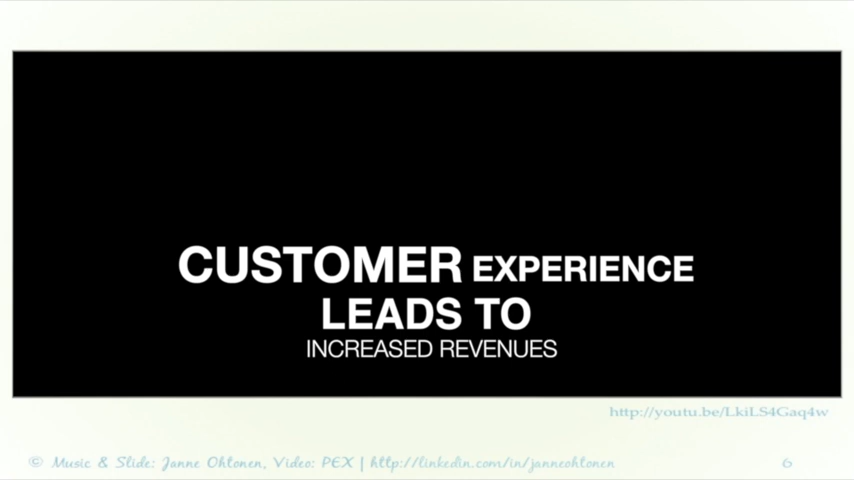 CUSTOMER EXPERIENCE
LEADS TO
INCREASED REVENUES
http://youtu.be/LkiLS4Gaq4w
© Music & Slide: Janne Ohtonen, Video: PEX | http://linkedin.com/in/janneohtonen
6